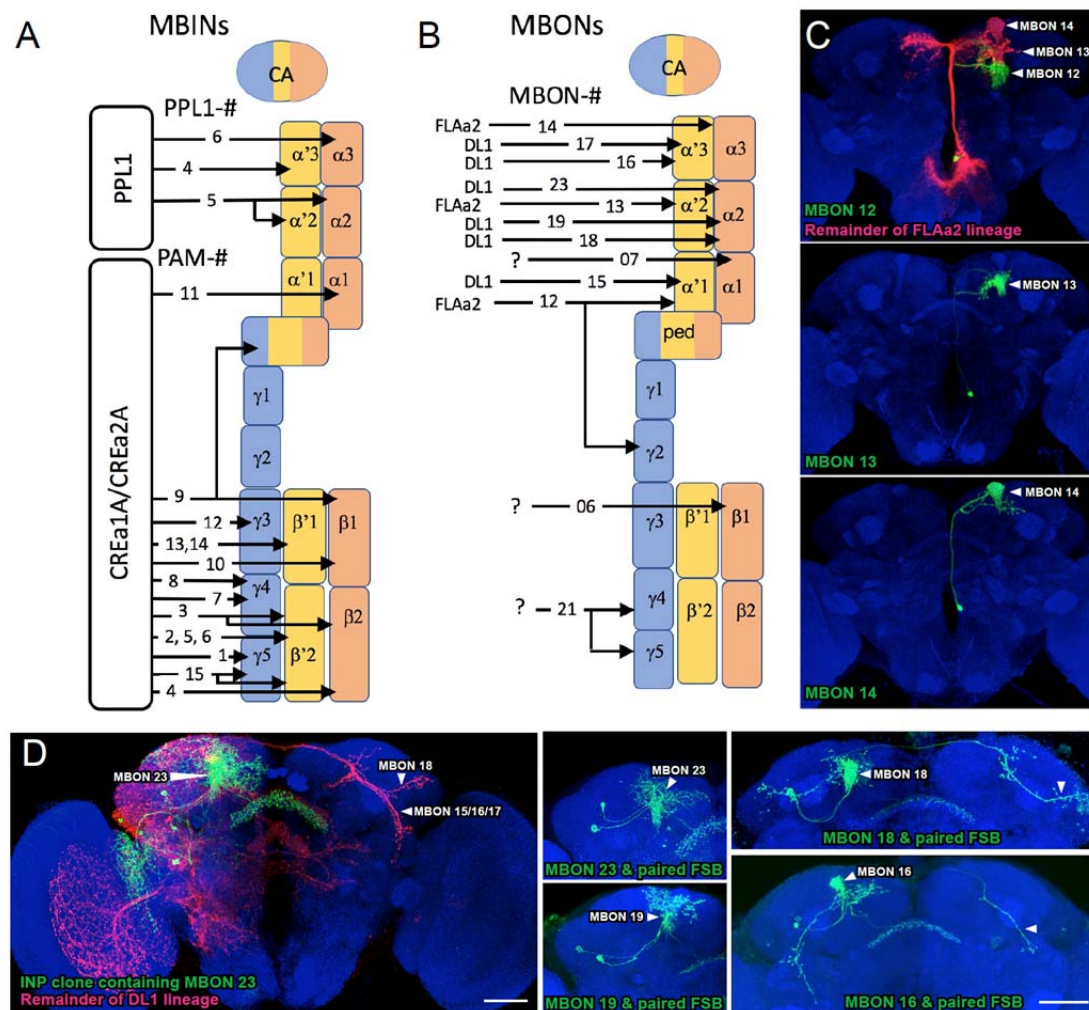 A
MBINs
CA
PPL1-#
PPL1
6
4
5
α'3
α3
α'2
α2
α'1
α1
PAM-#
CREa1A/CREa2A
11
γ1
γ2
9
12
13,14
10
8
7
3
2, 5, 6
1
15
4
γ3
β'1
β1
γ4
β2
γ5
β'2
B
MBONs
CA
MBON-#
FLAa2 14
DL1 17
DL1 16
DL1 23
FLAa2 13
DL1 19
DL1 18
? 07
DL1 15
FLAa2 12
α'3
α3
α'2
α2
α'1
α1
ped
γ1
γ2
? 06
γ3
β'1
β1
? 21
γ4
β'2
β2
γ5
C
MBON 14
MBON 13
MBON 12
MBON 12
Remainder of FLAa2 lineage
MBON 13
MBON 13
MBON 14
MBON 14
D
MBON 23
MBON 18
MBON 15/16/17
INP clone containing MBON 23
Remainder of DL1 lineage
MBON 23
MBON 23 & paired FSB
MBON 19
MBON 19 & paired FSB
MBON 18
MBON 18 & paired FSB
MBON 16
MBON 16 & paired FSB